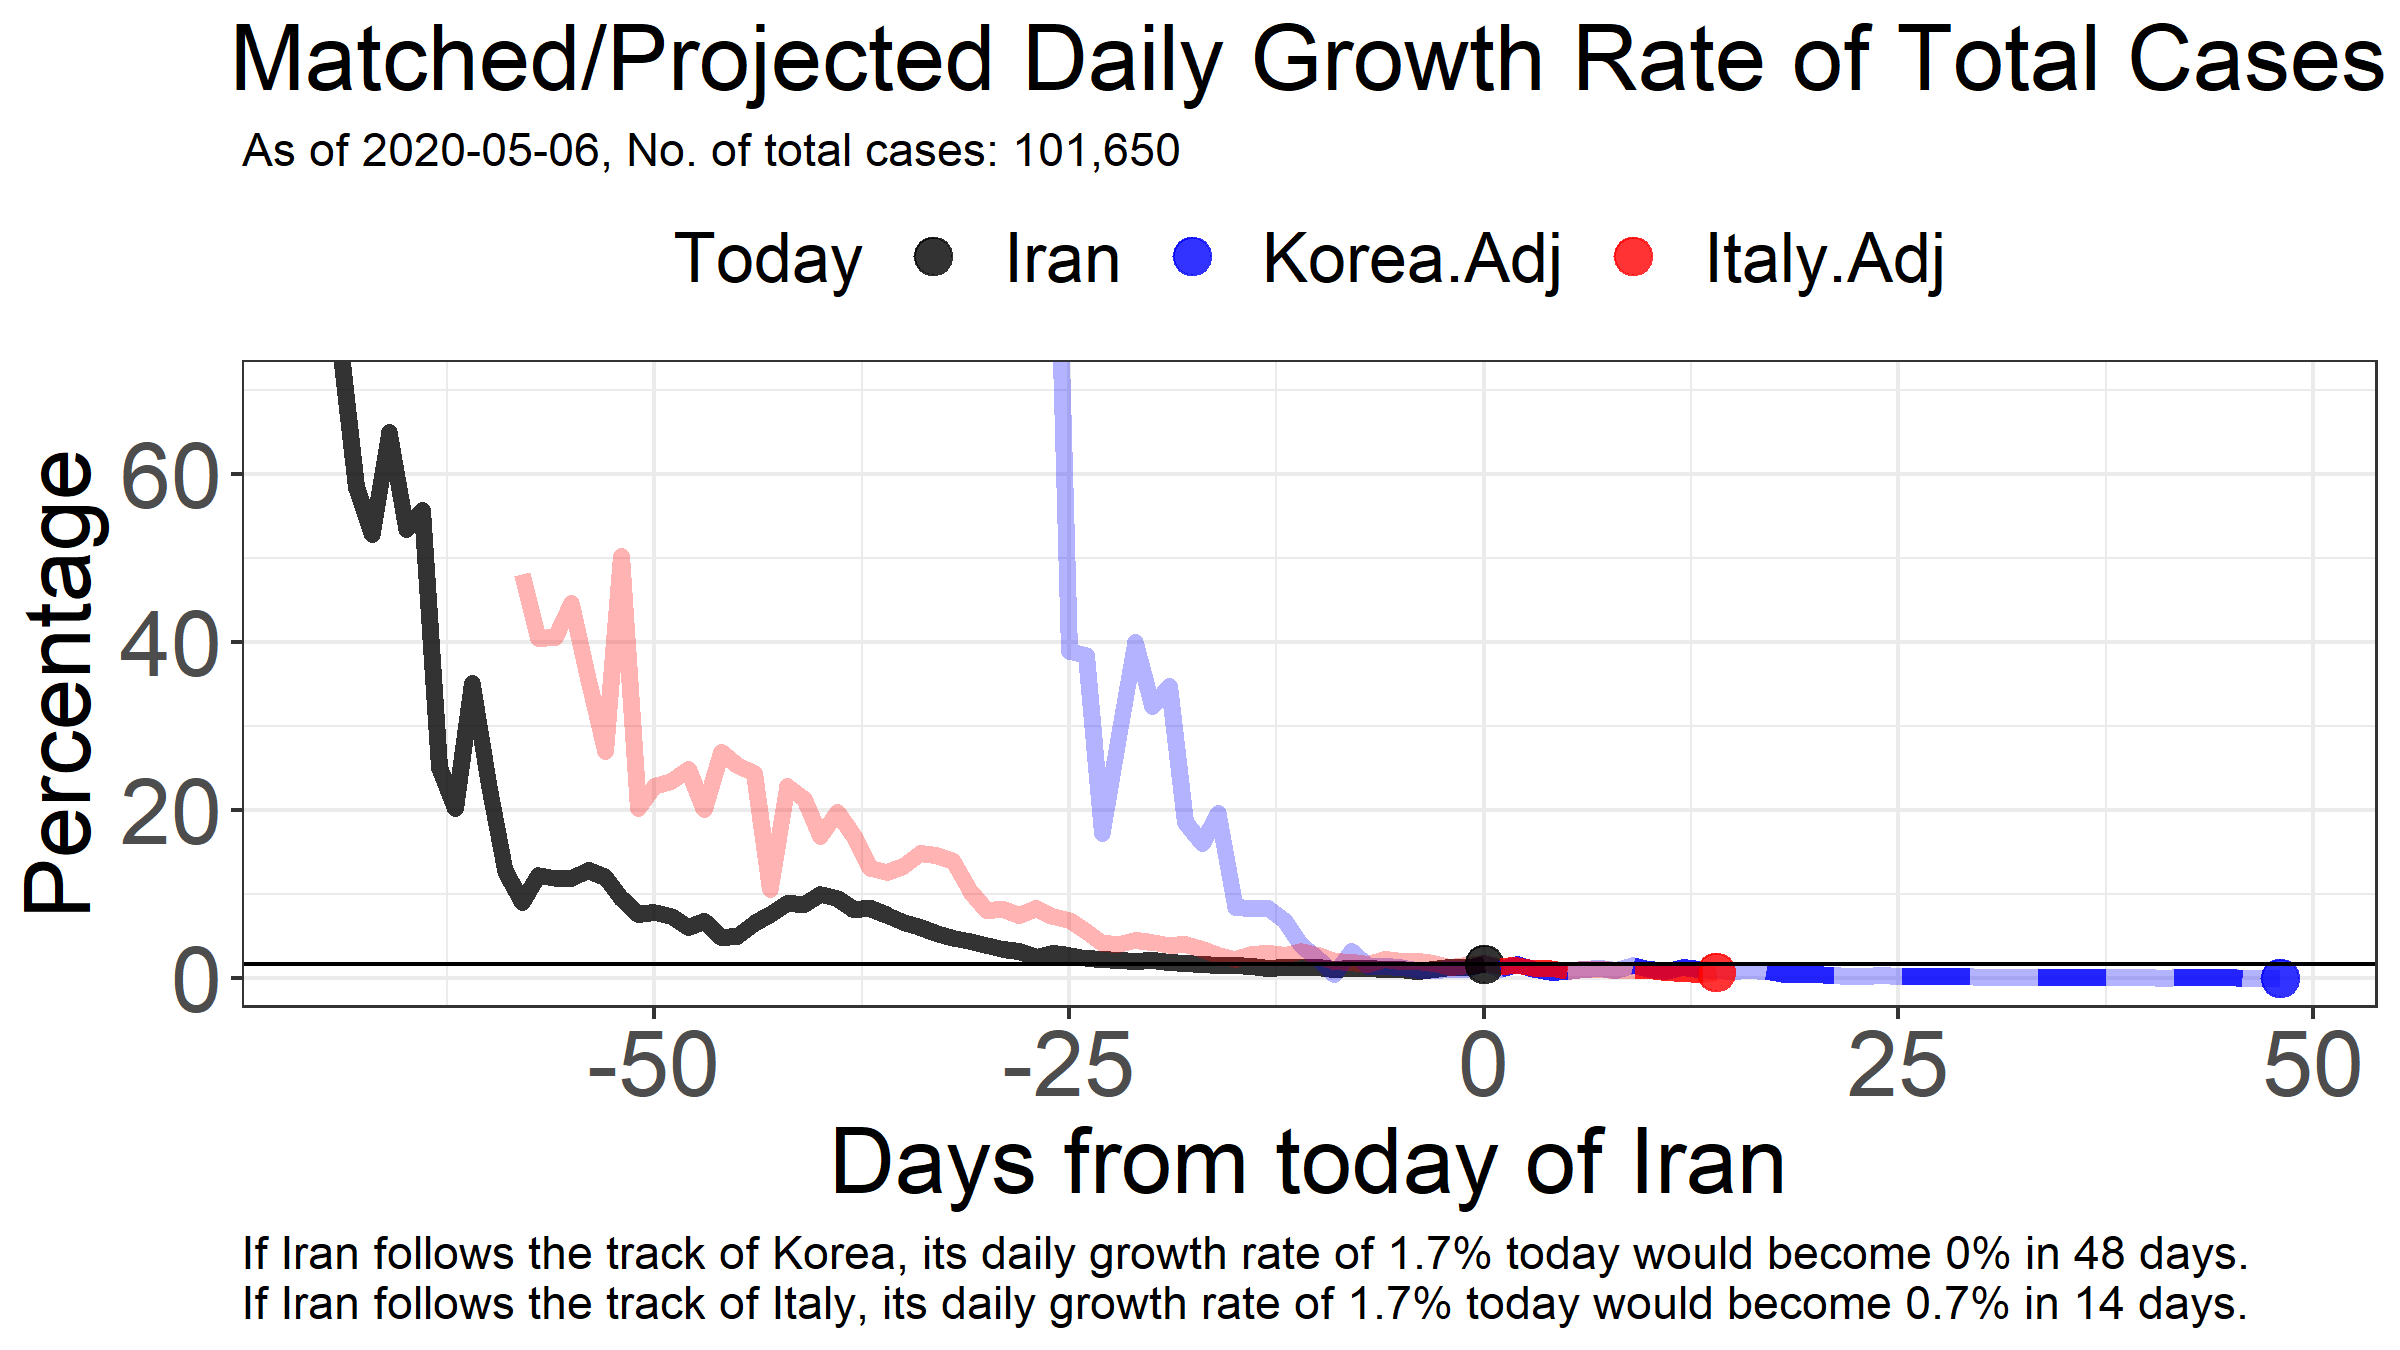 Matched/Projected Daily Growth Rate of Total Cases
As of 2020-05-06, No. of total cases: 101,650
Today Iran Korea.Adj Italy.Adj
Percentage
60
40
20
0
-50 -25 0 25 50
Days from today of Iran
If Iran follows the track of Korea, its daily growth rate of 1.7% today would become 0% in 48 days.
If Iran follows the track of Italy, its daily growth rate of 1.7% today would become 0.7% in 14 days.